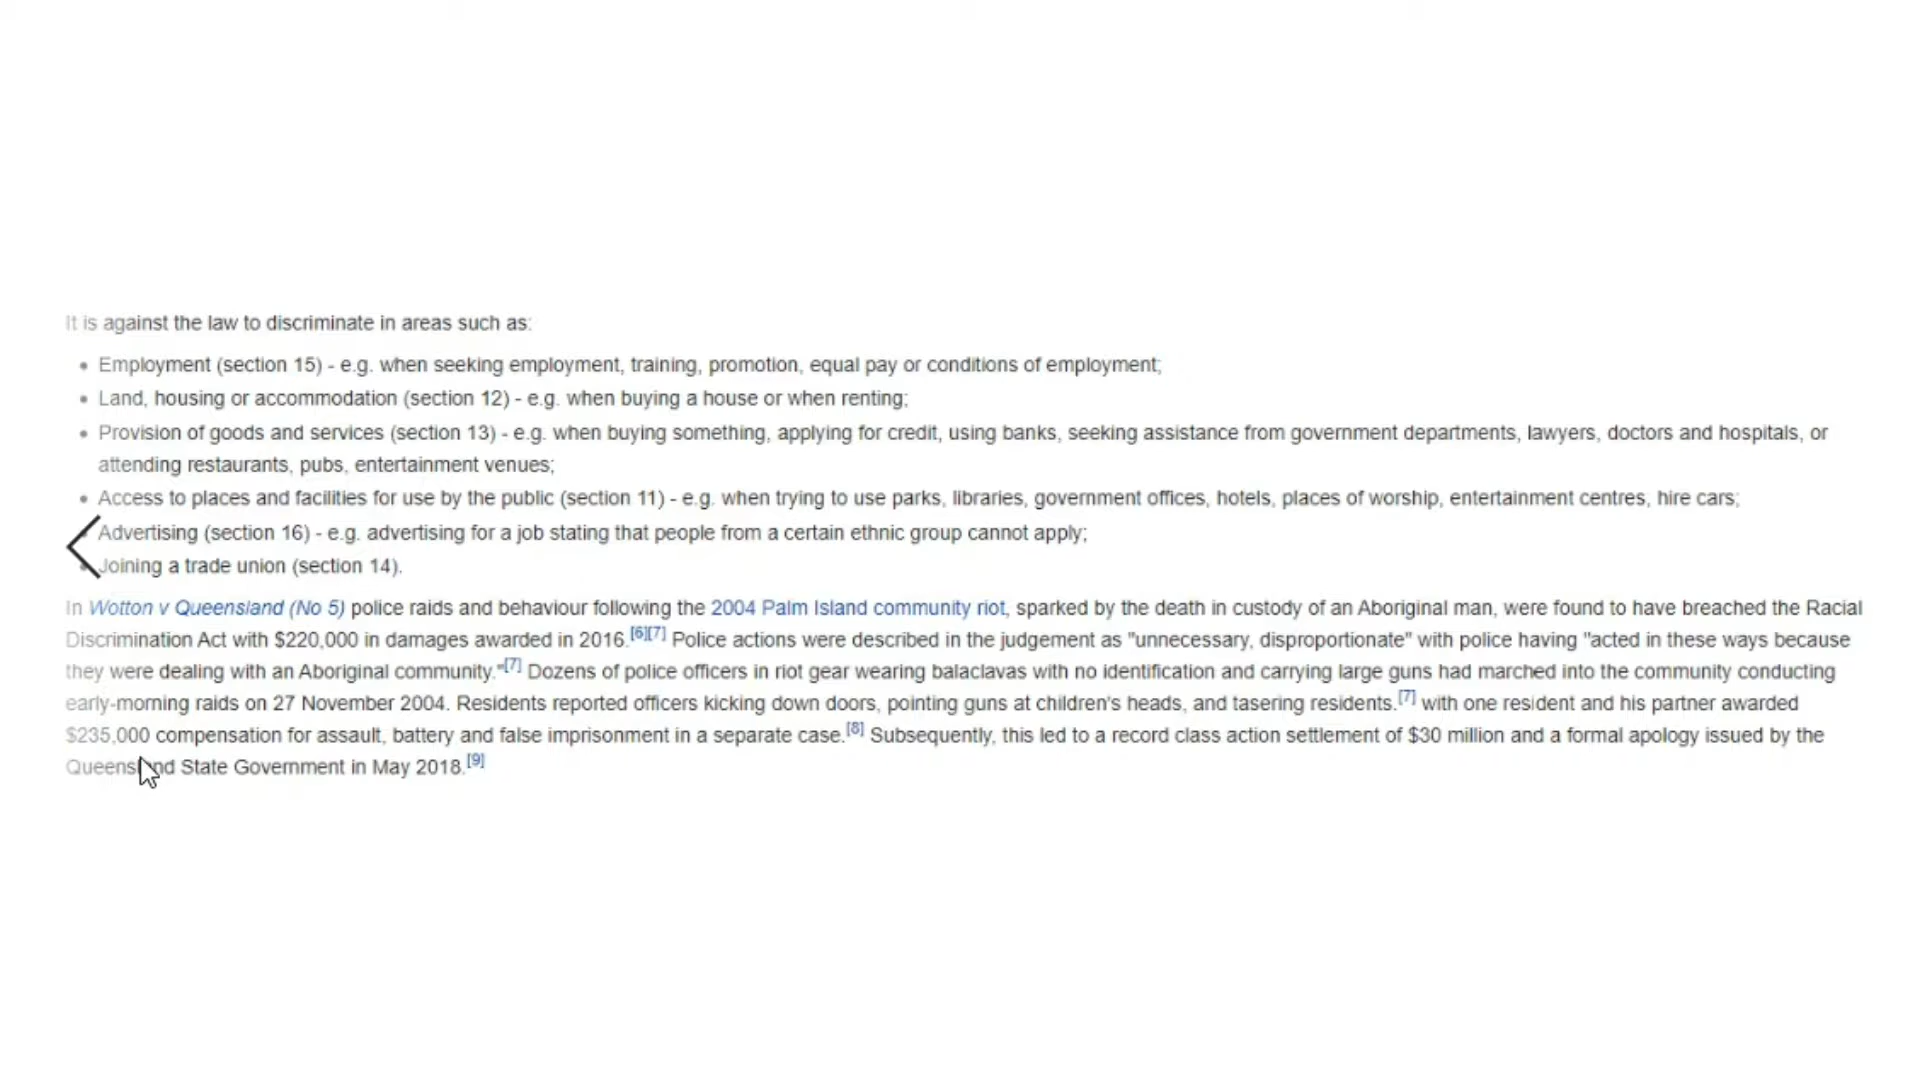 It is against the law to discriminate in areas such as:
Employment (section 15) - e.g. when seeking employment, training, promotion, equal pay or conditions of employment;
Land, housing or accommodation (section 12) - e.g. when buying a house or when renting;
Provision of goods and services (section 13) - e.g. when buying something, applying for credit, using banks, seeking assistance from government departments, lawyers, doctors and hospitals, or
attending restaurants, pubs, entertainment venues;
Access to places and facilities for use by the public (section 11) - e.g. when trying to use parks, libraries, government offices, hotels, places of worship, entertainment centres, hire cars;
Advertising (section 16) - e.g. advertising for a job stating that people from a certain ethnic group cannot apply;
Joining a trade union (section 14).
In Wotton v Queensland (No 5) police raids and behaviour following the 2004 Palm Island community riot, sparked by the death in custody of an Aboriginal man, were found to have breached the Racial
Discrimination Act with $220,000 in damages awarded in 2016.[6][7] Police actions were described in the judgement as "unnecessary, disproportionate" with police having "acted in these ways because
they were dealing with an Aboriginal community."[7] Dozens of police officers in riot gear wearing balaclavas with no identification and carrying large guns had marched into the community conducting
early-morning raids on 27 November 2004. Residents reported officers kicking down doors, pointing guns at children's heads, and tasering residents.[7] with one resident and his partner awarded
$235,000 compensation for assault, battery and false imprisonment in a separate case.[8] Subsequently, this led to a record class action settlement of $30 million and a formal apology issued by the
Queensland State Government in May 2018.[9]